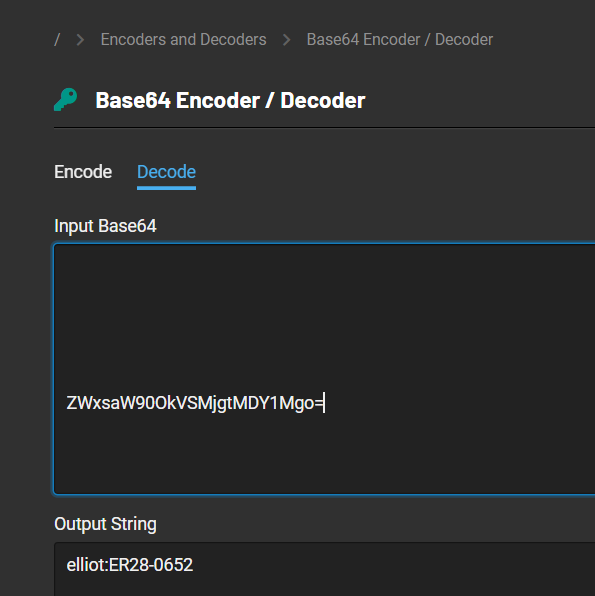 / > Encoders and Decoders > Base64 Encoder / Decoder
Base64 Encoder / Decoder
Encode Decode
Input Base64
ZWxsaW90OkVSMjgtMDY1Mgo=
Output String
elliot:ER28-0652